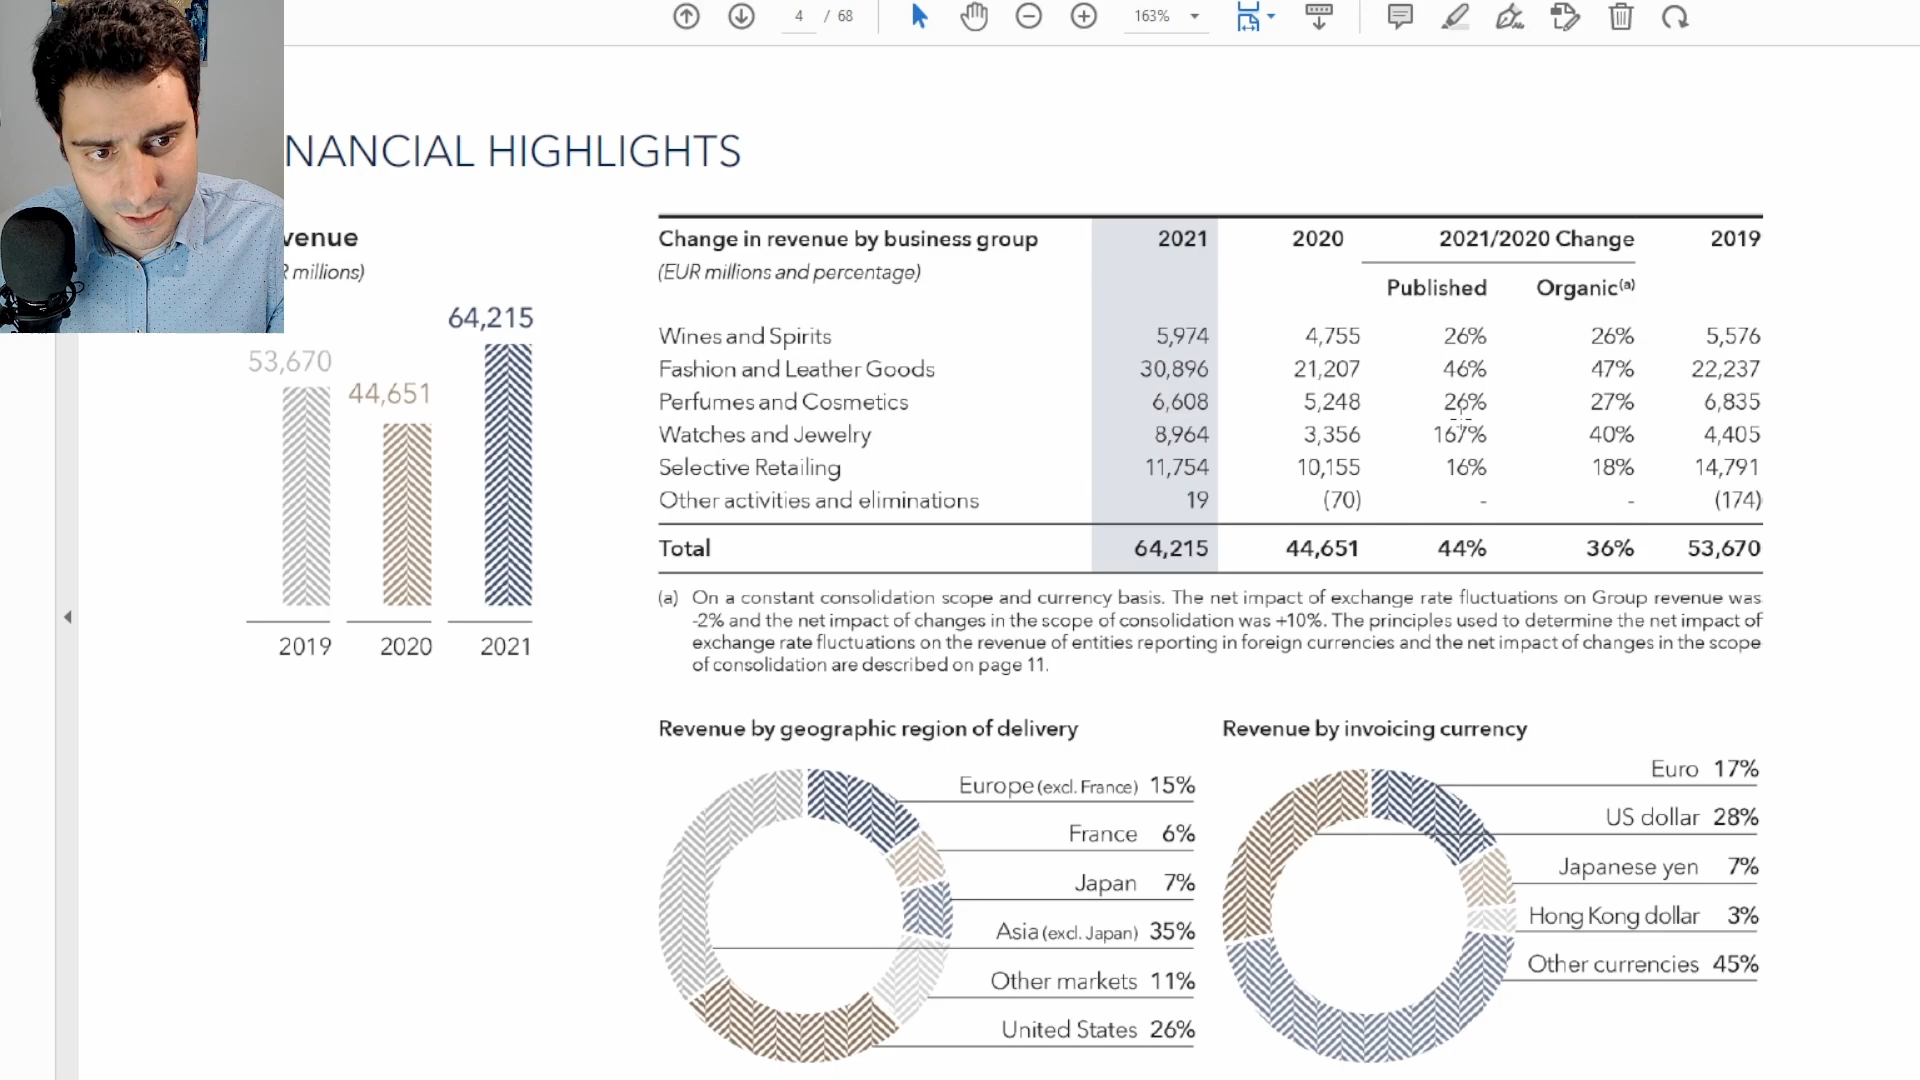 4 / 68
163%
NANCIAL HIGHLIGHTS
venue
R millions)
64,215
53,670
44,651
2019 2020 2021
Change in revenue by business group 2021 2020 2021/2020 Change 2019
(EUR millions and percentage)
Published Organic(a)
Wines and Spirits 5,974 4,755 26% 26% 5,576
Fashion and Leather Goods 30,896 21,207 46% 47% 22,237
Perfumes and Cosmetics 6,608 5,248 26% 27% 6,835
Watches and Jewelry 8,964 3,356 167% 40% 4,405
Selective Retailing 11,754 10,155 16% 18% 14,791
Other activities and eliminations 19 (70) - - (174)
Total 64,215 44,651 44% 36% 53,670
(a) On a constant consolidation scope and currency basis. The net impact of exchange rate fluctuations on Group revenue was
-2% and the net impact of changes in the scope of consolidation was +10%. The principles used to determine the net impact of
exchange rate fluctuations on the revenue of entities reporting in foreign currencies and the net impact of changes in the scope
of consolidation are described on page 11.
Revenue by geographic region of delivery
Europe (excl. France) 15%
France 6%
Japan 7%
Asia (excl. Japan) 35%
Other markets 11%
United States 26%
Revenue by invoicing currency
Euro 17%
US dollar 28%
Japanese yen 7%
Hong Kong dollar 3%
Other currencies 45%